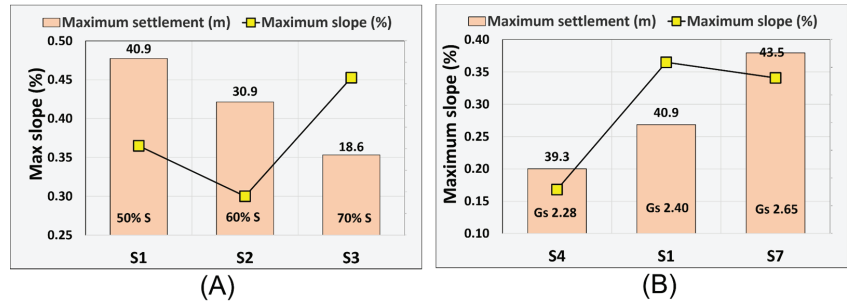 Maximum settlement (m) Maximum slope (%)
Max slope (%)
0.50
0.45
0.40
0.35
0.30
0.25
40.9
30.9
18.6
50% S
60% S
70% S
S1 S2 S3
(A)
Maximum settlement (m) Maximum slope (%)
Maximum slope (%)
0.40
0.35
0.30
0.25
0.20
0.15
0.10
39.3
40.9
43.5
Gs 2.28
Gs 2.40
Gs 2.65
S4 S1 S7
(B)